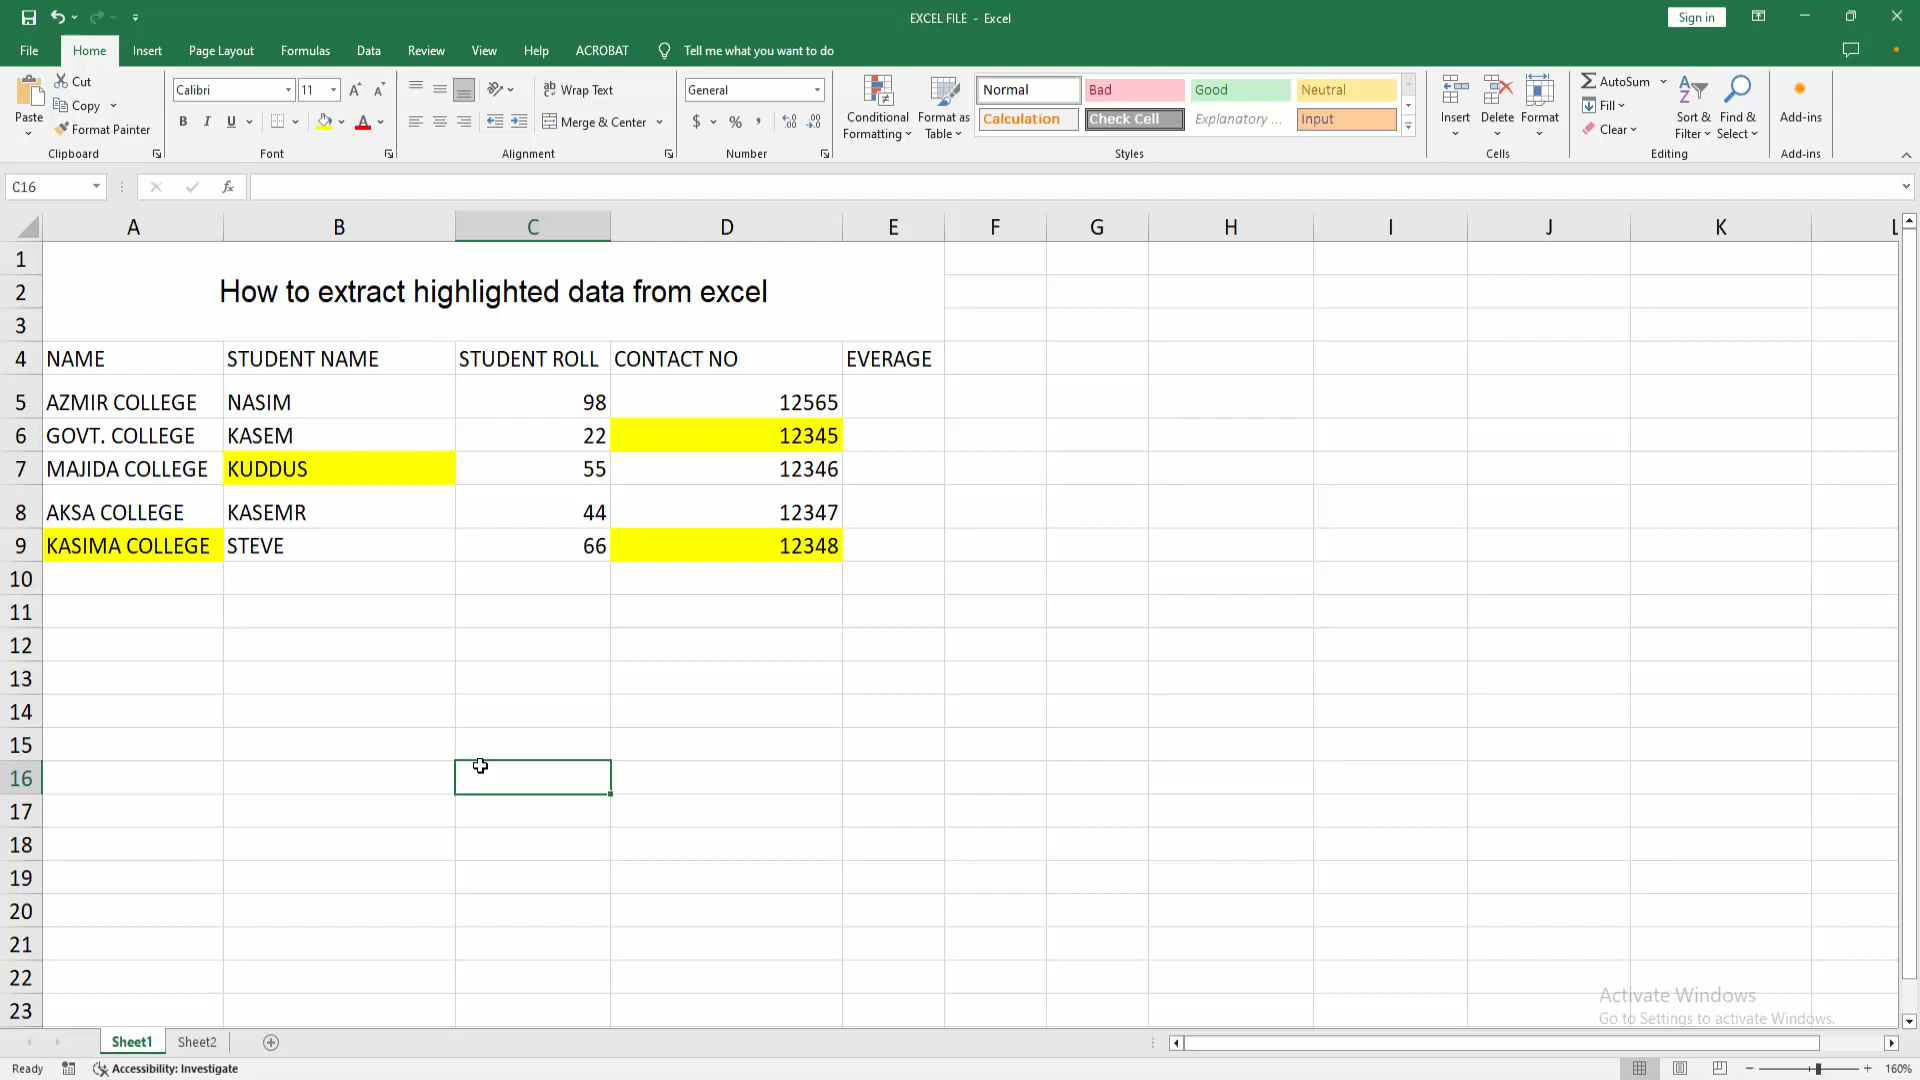 EXCEL FILE - Excel
Sign in
File Home Insert Page Layout Formulas Data Review View Help ACROBAT Tell me what you want to do
Paste
Cut
Copy
Format Painter
Clipboard
Calibri 11
B I U
Font
Wrap Text
Merge & Center
Alignment
General
$ %
Number
Conditional Formatting
Format as Table
Normal Bad Good Neutral
Calculation Check Cell Explanatory ... Input
Styles
Insert Delete Format
Cells
AutoSum
Fill
Clear
Sort & Filter
Find & Select
Editing
Add-ins
Add-ins
C16
fx
A B C D E F G H I J K L
1
2 How to extract highlighted data from excel
3
4 NAME STUDENT NAME STUDENT ROLL CONTACT NO EVERAGE
5 AZMIR COLLEGE NASIM 98 12565
6 GOVT. COLLEGE KASEM 22 12345
7 MAJIDA COLLEGE KUDDUS 55 12346
8 AKSA COLLEGE KASEMR 44 12347
9 KASIMA COLLEGE STEVE 66 12348
10
11
12
13
14
15
16
17
18
19
20
21
22
23
Activate Windows
Go to Settings to activate Windows.
Sheet1 Sheet2
Ready Accessibility: Investigate 160%